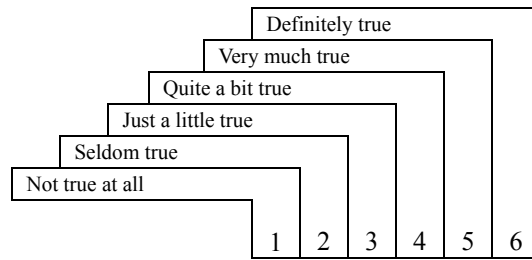 Definitely true
Very much true
Quite a bit true
Just a little true
Seldom true
Not true at all
1 2 3 4 5 6